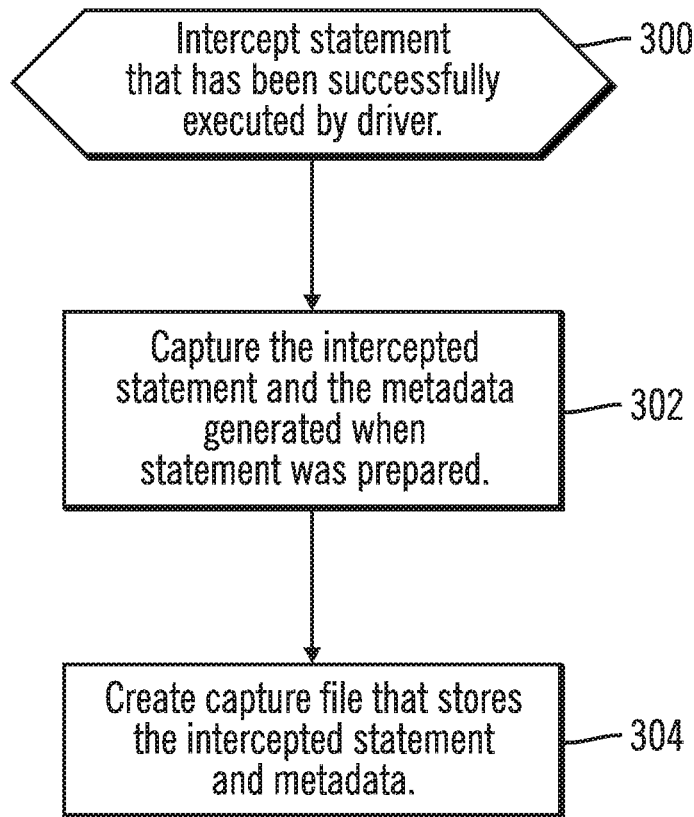 Intercept statement
that has been successfully
executed by driver.
300
Capture the intercepted
statement and the metadata
generated when
statement was prepared.
302
Create capture file that stores
the intercepted statement
and metadata.
304